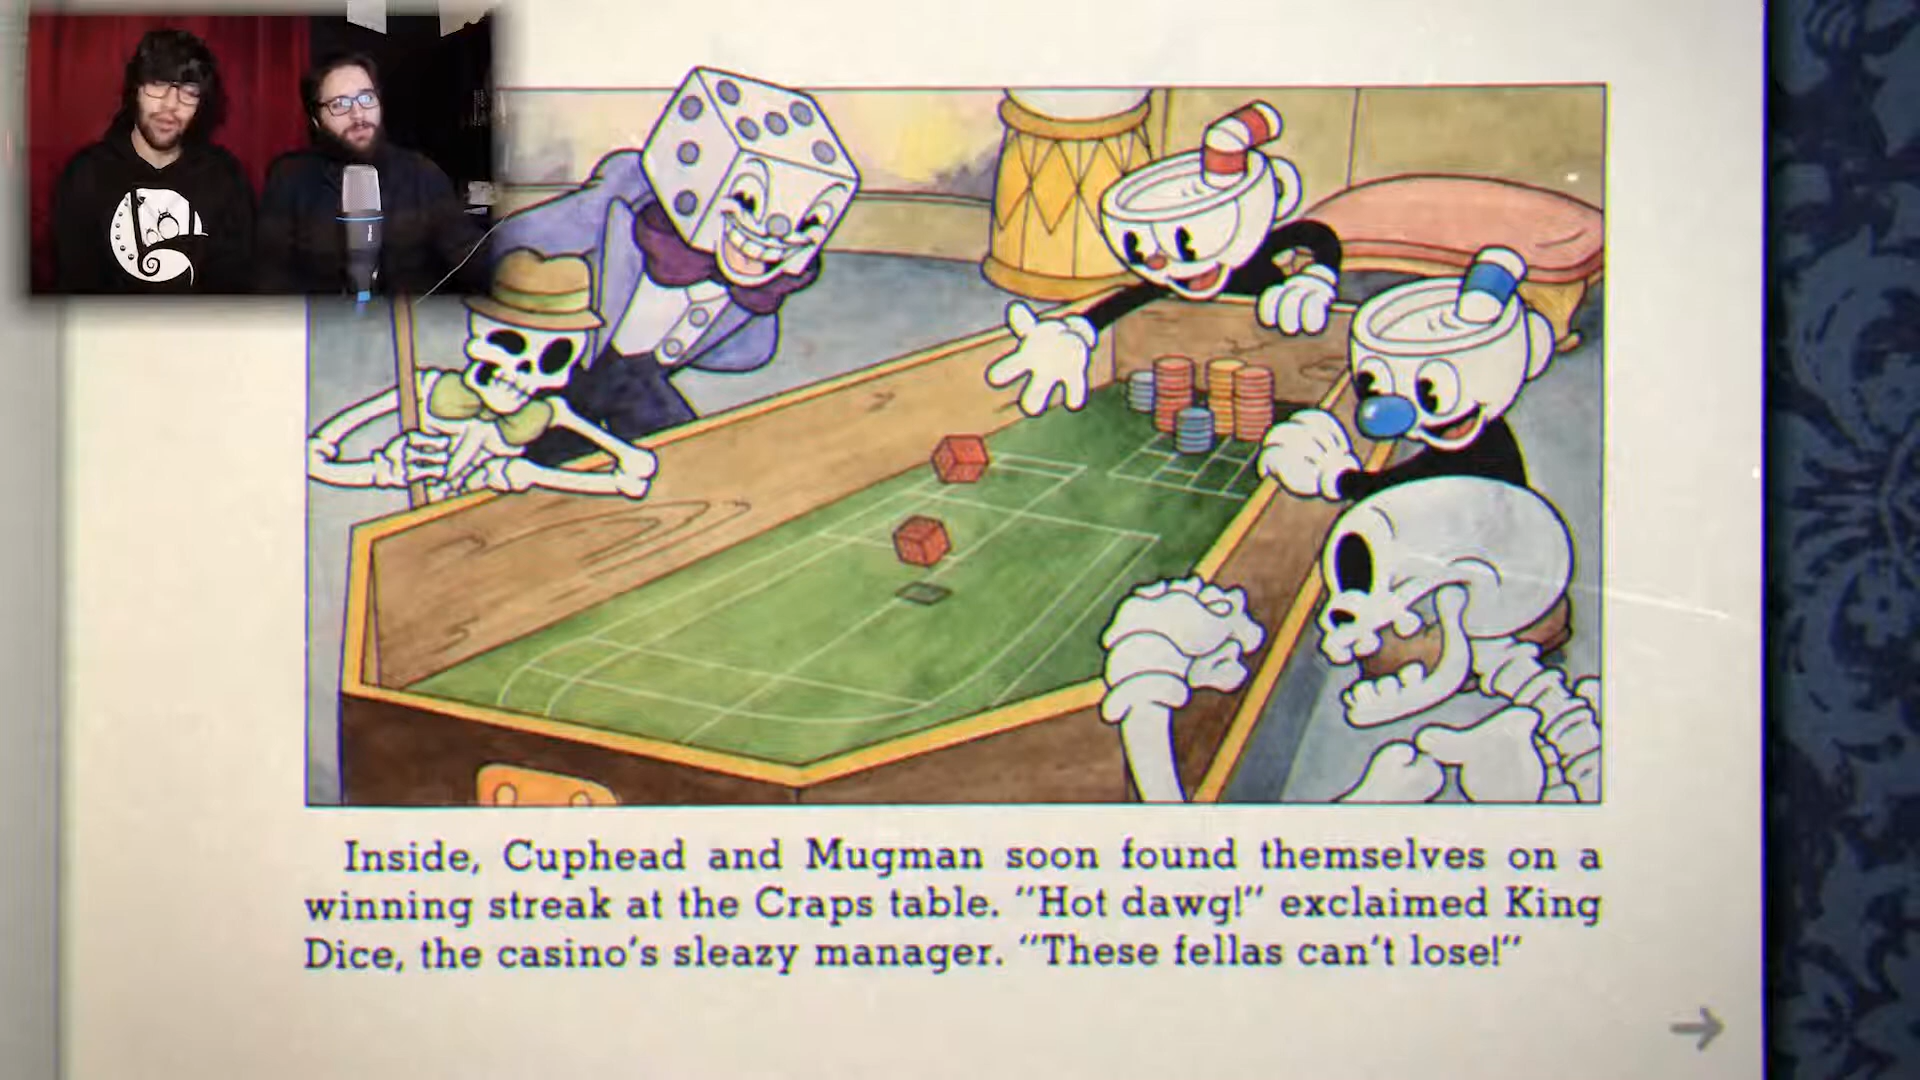 Inside, Cuphead and Mugman soon found themselves on a
winning streak at the Craps table. “Hot dawg!” exclaimed King
Dice, the casino’s sleazy manager. “These fellas can’t lose!”